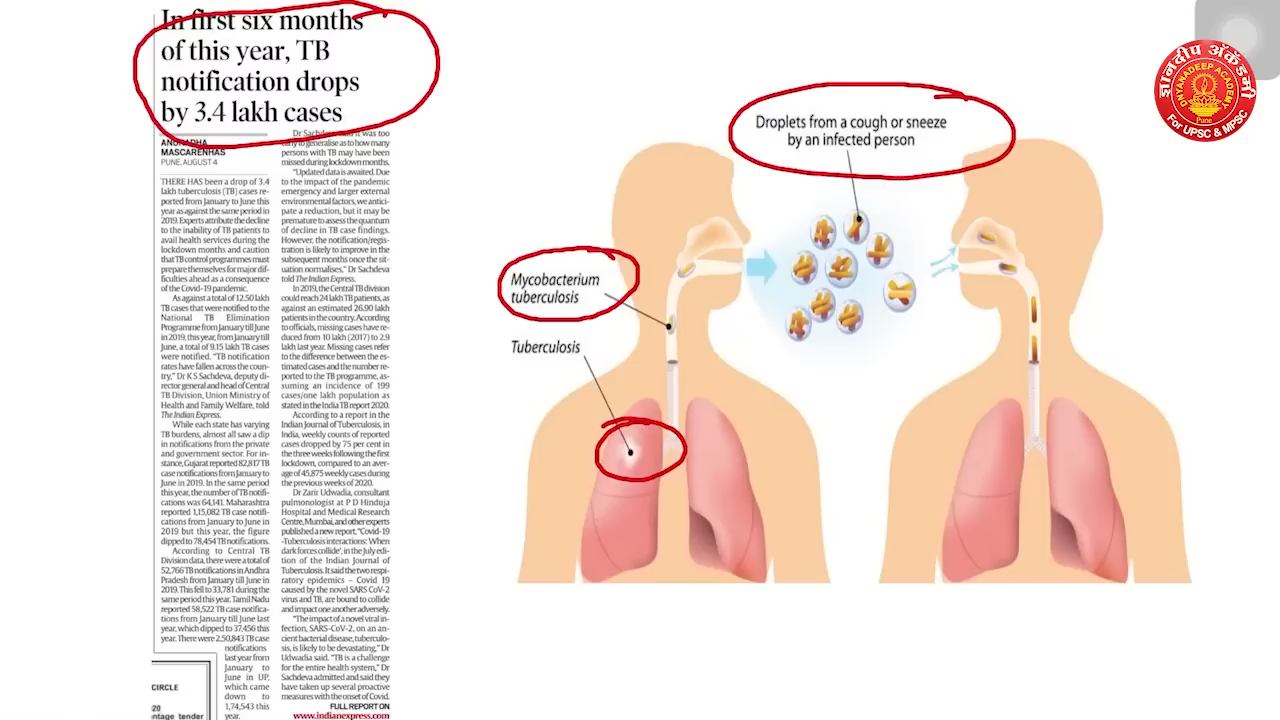 In first six months
of this year, TB
notification drops
by 3.4 lakh cases
ANURADHA
MASCARENHAS
PUNE, AUGUST 4
THERE HAS been a drop of 3.4
lakh tuberculosis (TB) cases re-
ported from January to June this
year as against the same period in
2019. Experts attribute the decline
to the inability of TB patients to
avail health services during the
lockdown months and caution
that TB control programmes must
prepare themselves for major dif-
ficulties ahead as a consequence
of the Covid-19 pandemic.
As against a total of 12.50 lakh
TB cases that were notified to the
National TB Elimination
Programme from January till June
in 2019, this year, from January till
June, a total of 9.15 lakh TB cases
were notified. "TB notification
rates have fallen across the coun-
try," Dr K S Sachdeva, deputy di-
rector general and head of Central
TB Division, Union Ministry of
Health and Family Welfare, told
The Indian Express.
While each state has varying
TB burdens, almost all saw a dip
in notifications from the private
and government sector. For in-
stance, Gujarat reported 82,817 TB
case notifications from January to
June in 2019. In the same period
this year, the number of TB notifi-
cations was 64,141. Maharashtra
reported 1,15,082 TB case notifi-
cations from January to June in
2019 but this year, the figure
dipped to 78,454 TB notifications.
According to Central TB
Division data, there were a total of
52,766 TB notifications in Andhra
Pradesh from January till June in
2019. This fell to 33,781 during the
same period this year. Tamil Nadu
reported 58,522 TB case notifica-
tions from January till June last
year, which dipped to 37,456 this
year. There were 2,50,843 TB case
notifications
last year from
January to
June in UP,
which came
down to
1,74,543 this
year.
Dr Sachdeva said it was too
early to generalise as to how many
persons with TB may have been
missed during lockdown months.
"Updated data is awaited. Due
to the impact of the pandemic
emergency and larger external
environmental factors, we antici-
pate a reduction, but it may be
premature to assess the quantum
of decline in TB case findings.
However, the notification/regis-
tration is likely to improve in the
subsequent months once the sit-
uation normalises," Dr Sachdeva
told The Indian Express.
In 2019, the Central TB division
could reach 24 lakh TB patients, as
against an estimated 26.90 lakh
patients in the country. According
to officials, missing cases have re-
duced from 10 lakh (2017) to 2.9
lakh last year. Missing cases refer
to the difference between the es-
timated cases and the number re-
ported to the TB programme, as-
suming an incidence of 199
cases/one lakh population as
stated in the India TB report 2020.
According to a report in the
Indian Journal of Tuberculosis, in
India, weekly counts of reported
cases dropped by 75 per cent in
the three weeks following the first
lockdown, compared to an aver-
age of 45,875 weekly cases during
the previous weeks of 2020.
Dr Zarir Udwadia, consultant
pulmonologist at P D Hinduja
Hospital and Medical Research
Centre, Mumbai, and other experts
published a new report, "Covid-19
-Tuberculosis interactions: When
dark forces collide', in the July edi-
tion of the Indian Journal of
Tuberculosis. It said the two respi-
ratory epidemics – Covid 19
caused by the novel SARS CoV-2
virus and TB, are bound to collide
and impact one another adversely.
"The impact of a novel viral in-
fection, SARS-CoV-2, on an an-
cient bacterial disease, tuberculo-
sis, is likely to be devastating," Dr
Udwadia said. "TB is a challenge
for the entire health system," Dr
Sachdeva admitted and said they
have taken up several proactive
measures with the onset of Covid.
FULL REPORT ON
www.indianexpress.com
CIRCLE
20
ntage tender
Droplets from a cough or sneeze
by an infected person
Mycobacterium
tuberculosis
Tuberculosis
ज्ञानदीप अ‍ॅकॅडमी
DNYANADEEP ACADEMY
Pune
For UPSC & MPSC